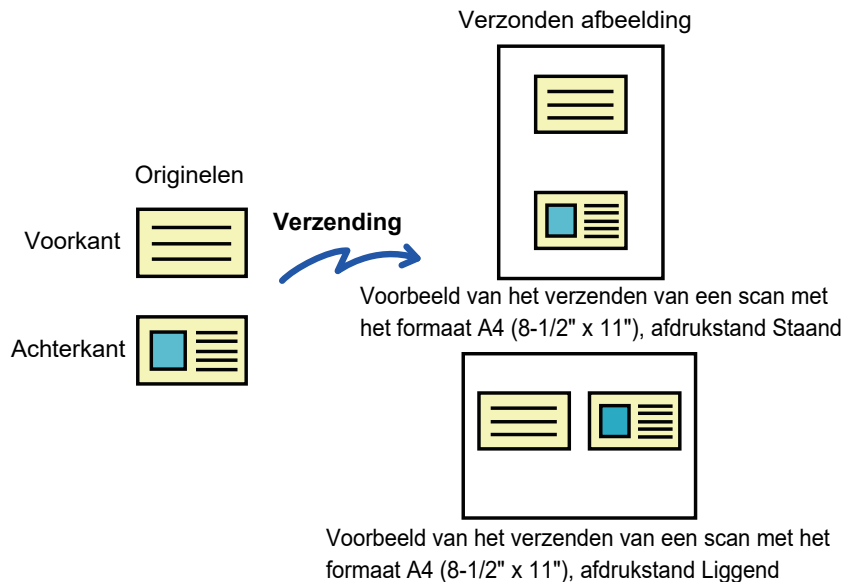 Verzonden afbeelding
Originelen
Voorkant
Verzending
Achterkant
Voorbeeld van het verzenden van een scan met
het formaat A4 (8-1/2" x 11"), afdrukstand Staand
Voorbeeld van het verzenden van een scan met het
formaat A4 (8-1/2" x 11"), afdrukstand Liggend